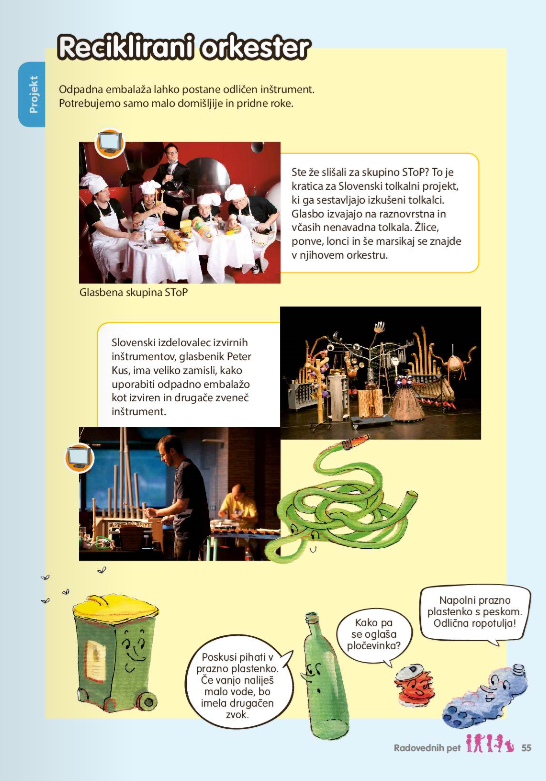 Reciklirani orkester
Projekt
Odpadna embalaža lahko postane odličen inštrument.
Potrebujemo samo malo domišljije in pridne roke.
Ste že slišali za skupino SToP? To je
kratica za Slovenski tolkalni projekt,
ki ga sestavljajo izkušeni tolkalci.
Glasbo izvajajo na raznovrstna in
včasih nenavadna tolkala. Žlice,
ponve, lonci in še marsikaj se znajde
v njihovem orkestru.
Glasbena skupina SToP
Slovenski izdelovalec izvirnih
inštrumentov, glasbenik Peter
Kus, ima veliko zamisli, kako
uporabiti odpadno embalažo
kot izviren in drugače zveneč
inštrument.
Poskusi pihati v
prazno plastenko.
Če vanjo naliješ
malo vode, bo
imela drugačen
zvok.
Kako pa
se oglaša
pločevinka?
Napolni prazno
plastenko s peskom.
Odlična ropotulja!
Radovednih pet 55